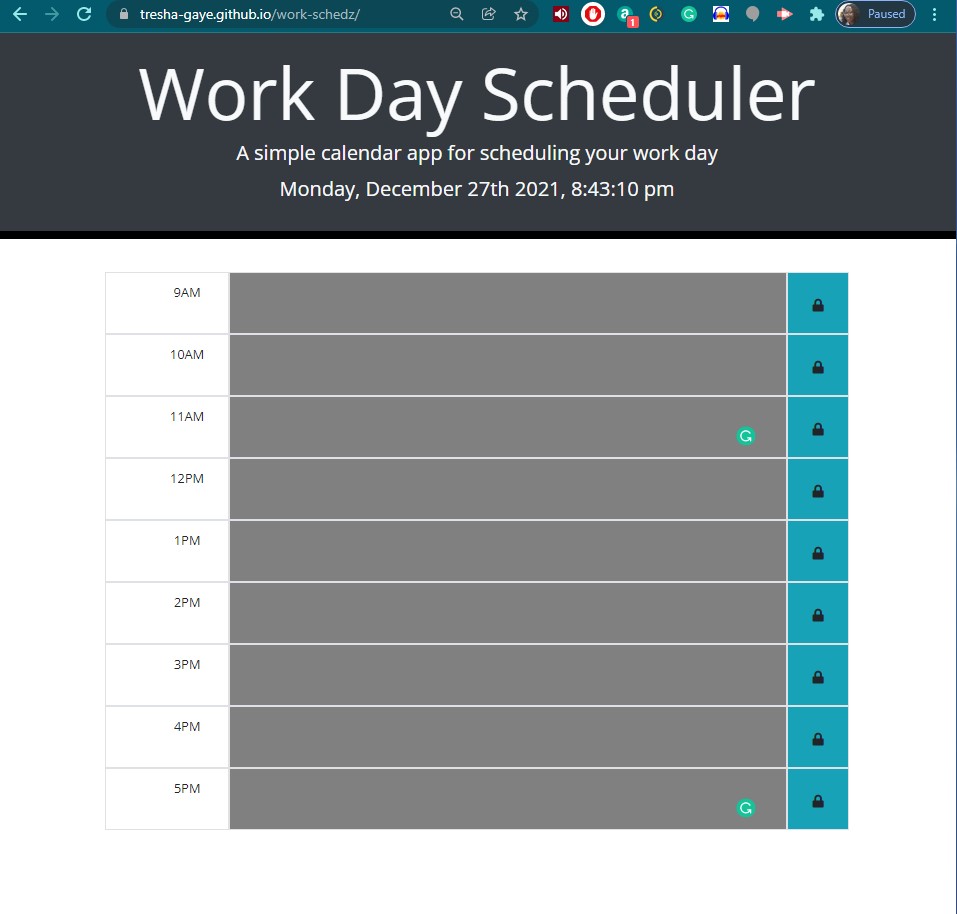 tresha-gaye.github.io/work-schedz/
1
Paused
Work Day Scheduler
A simple calendar app for scheduling your work day
Monday, December 27th 2021, 8:43:10 pm
9AM
10AM
11AM
12PM
1PM
2PM
3PM
4PM
5PM